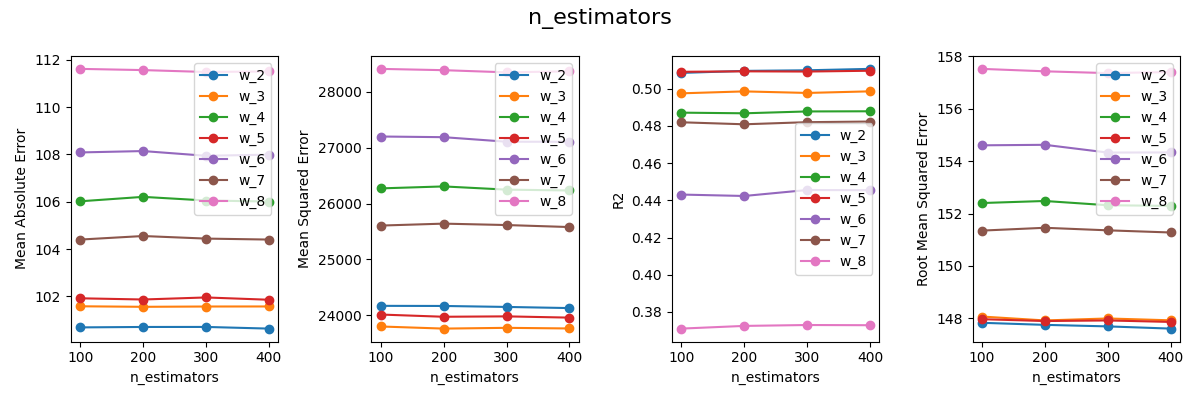 n_estimators
Mean Absolute Error
112
110
108
106
104
102
100
200
300
400
n_estimators
w_2
w_3
w_4
w_5
w_6
w_7
w_8
Mean Squared Error
28000
27000
26000
25000
24000
100
200
300
400
n_estimators
w_2
w_3
w_4
w_5
w_6
w_7
w_8
R2
0.50
0.48
0.46
0.44
0.42
0.40
0.38
100
200
300
400
n_estimators
w_2
w_3
w_4
w_5
w_6
w_7
w_8
Root Mean Squared Error
158
156
154
152
150
148
100
200
300
400
n_estimators
w_2
w_3
w_4
w_5
w_6
w_7
w_8